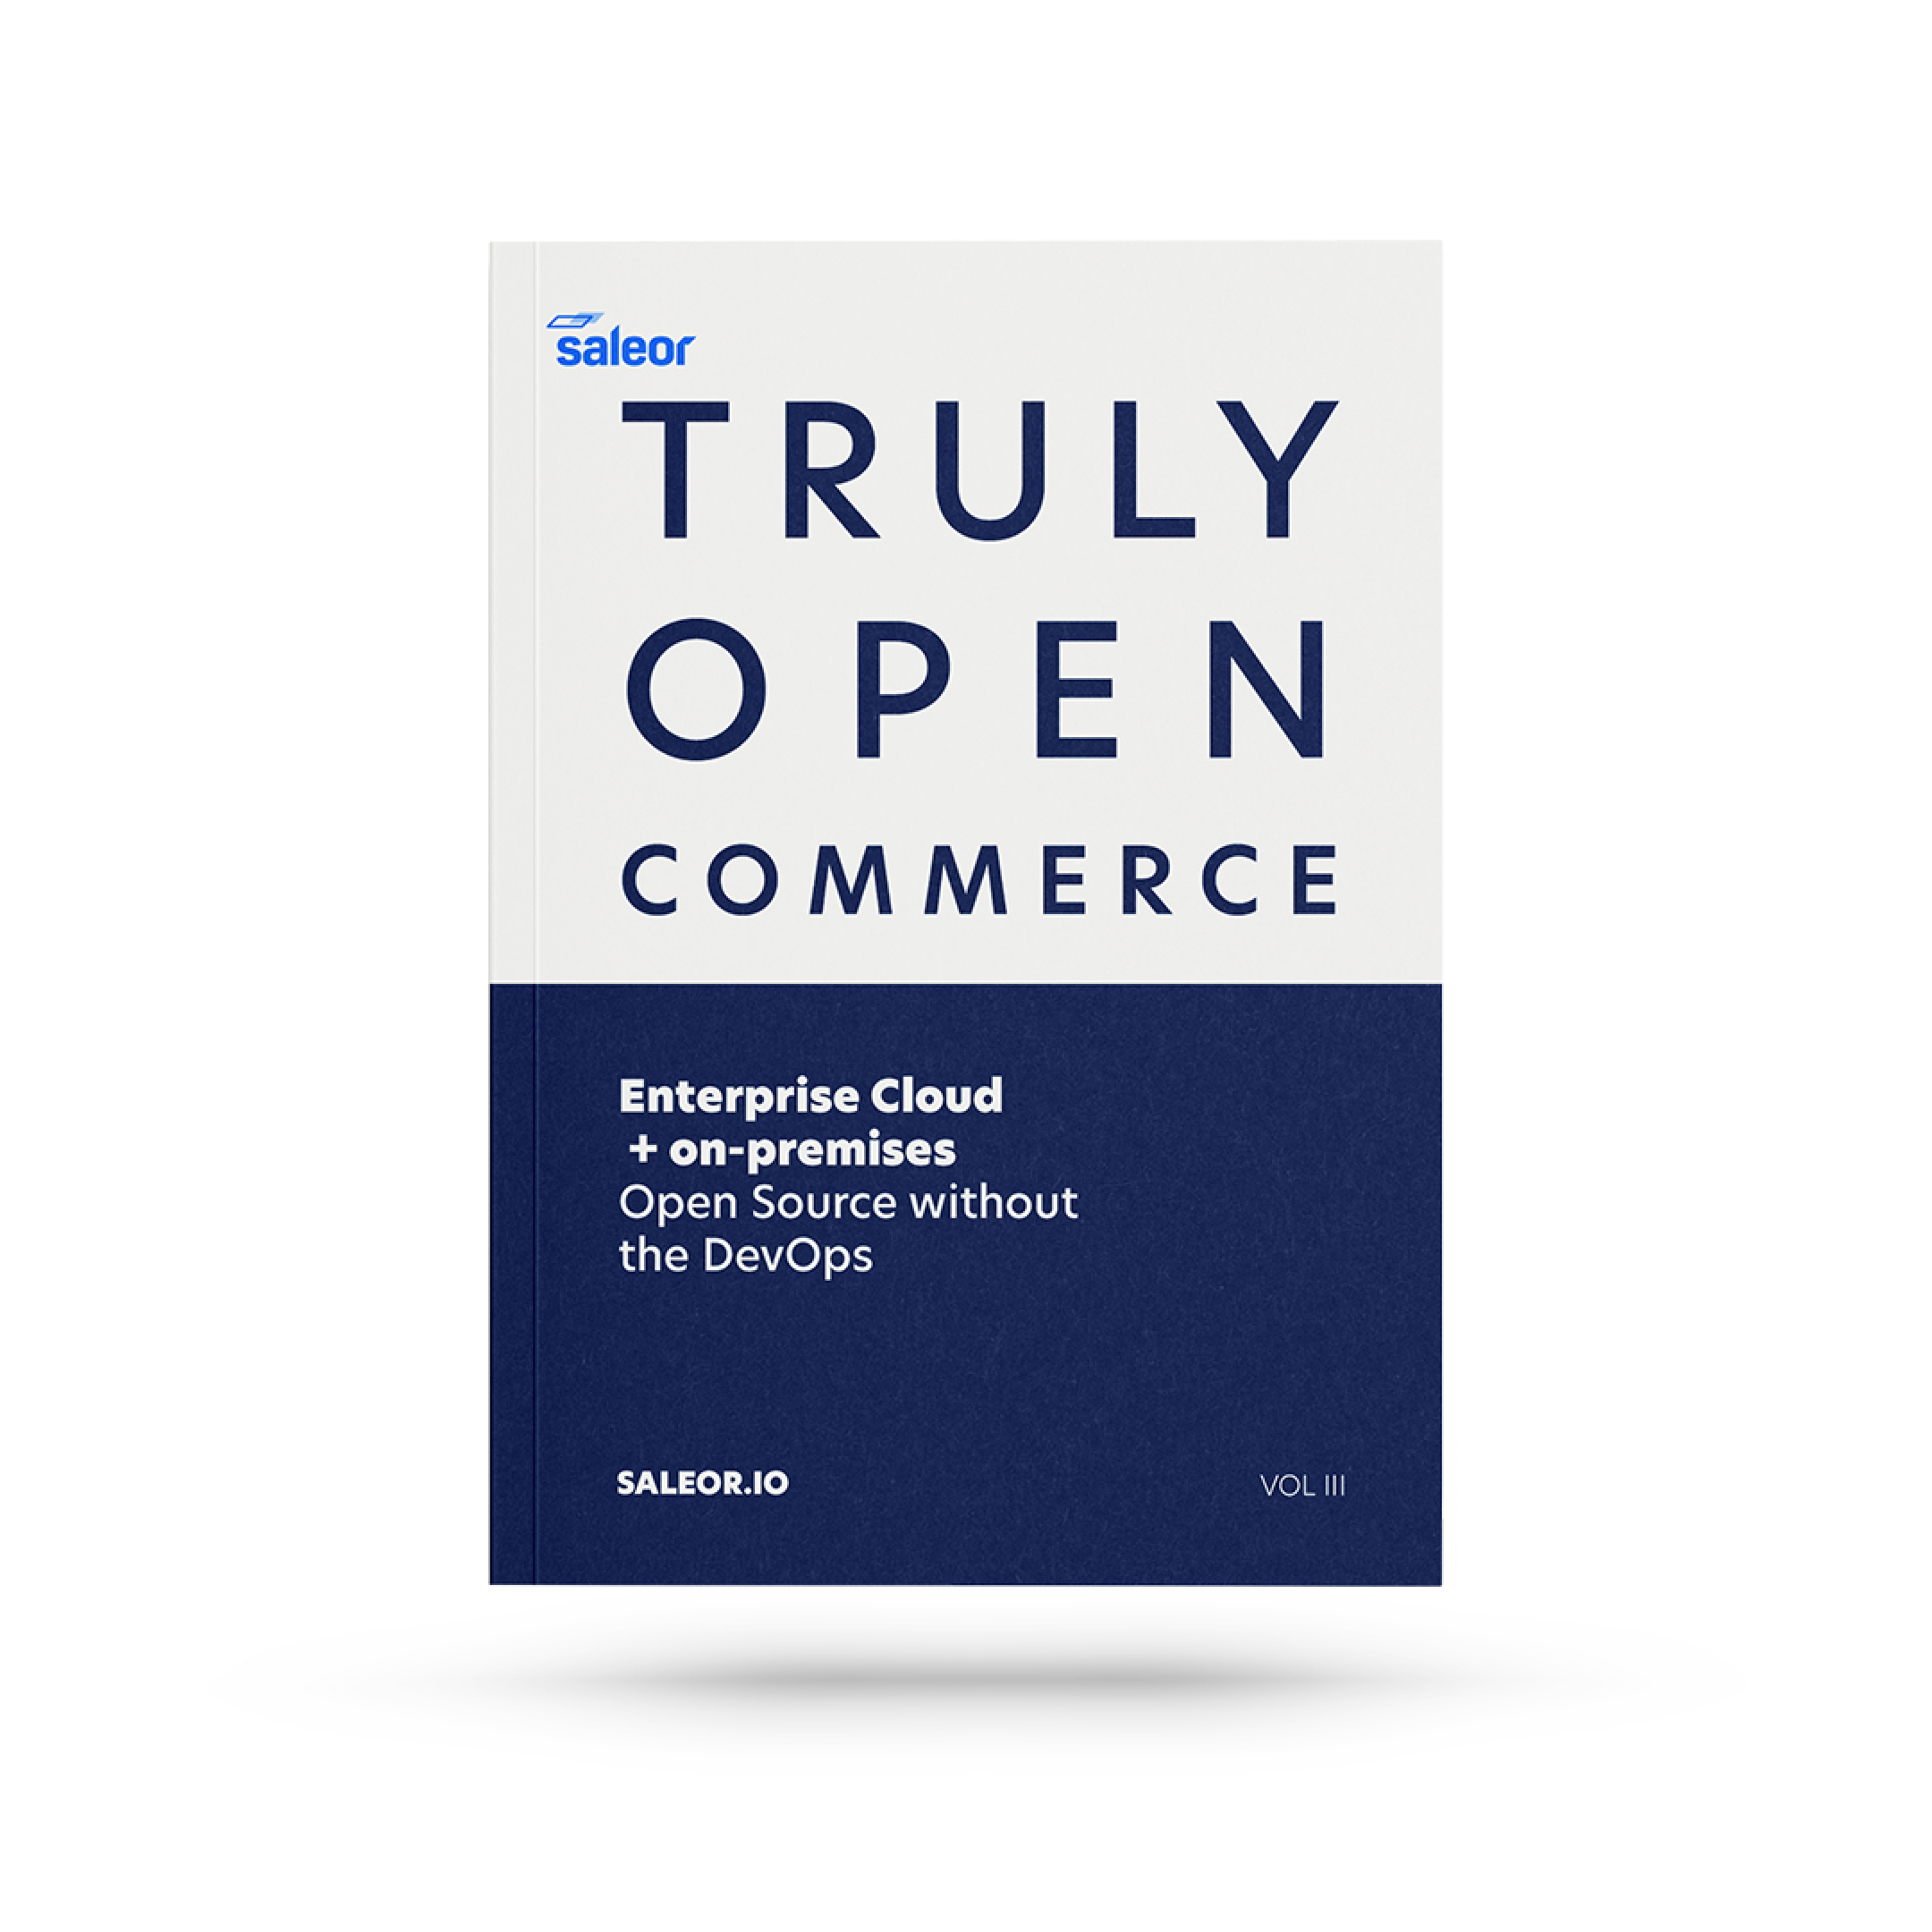 saleor
TRULY
OPEN
COMMERCE
Enterprise Cloud
+ on-premises
Open Source without
the DevOps
SALEOR.IO
VOL III